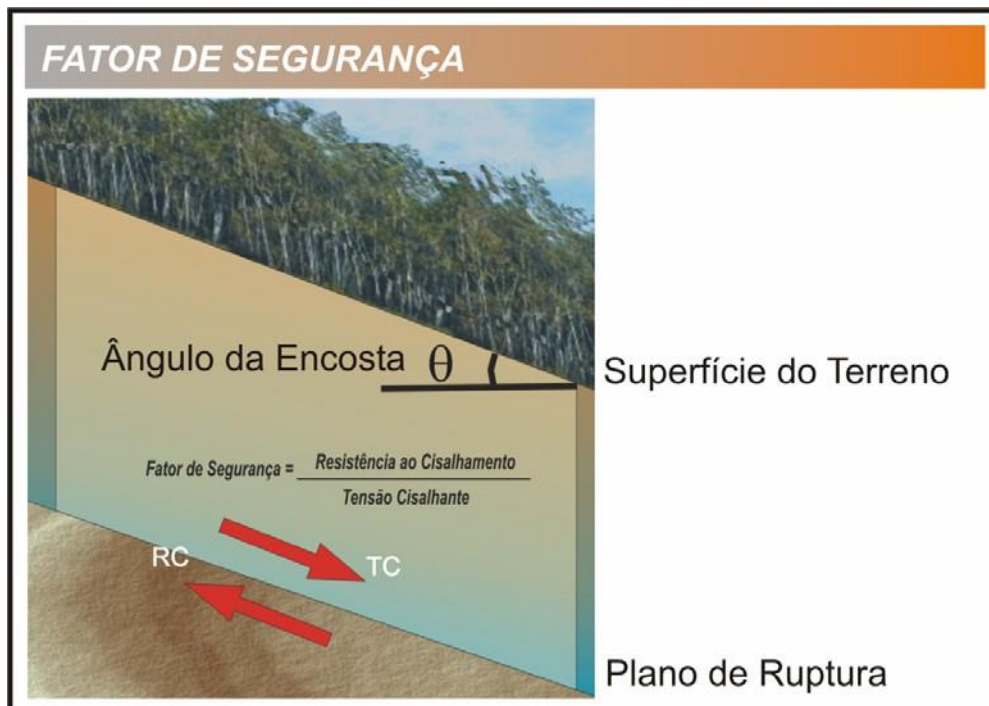 FATOR DE SEGURANÇA
Ângulo da Encosta θ
Superfície do Terreno
Fator de Segurança = Resistência ao Cisalhamento
Tensão Cisalhante
RC
TC
Plano de Ruptura